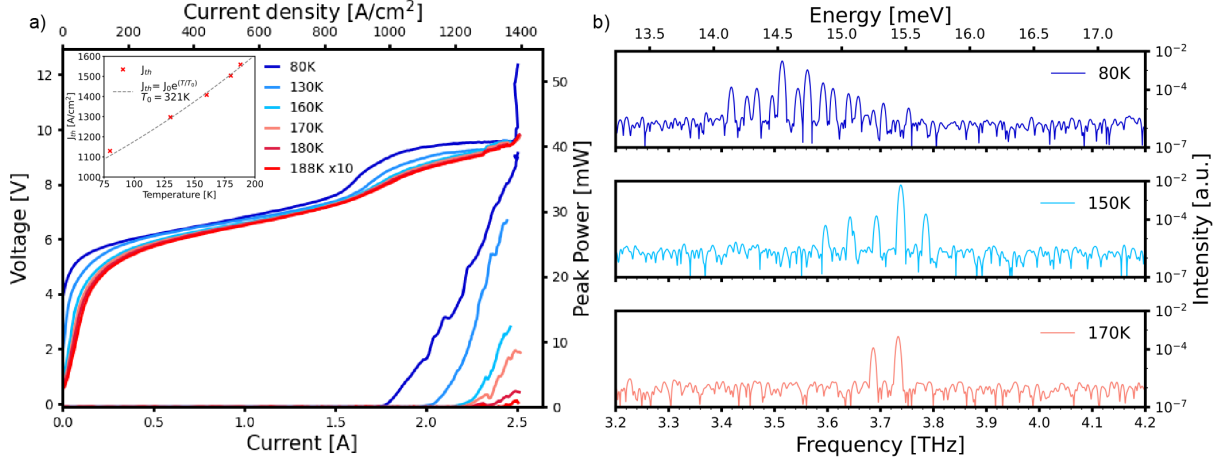 a)
Current density [A/cm²]
0 200 400 600 800 1000 1200 1400
Voltage [V]
12
10
8
6
4
2
0
J_th [A/cm²]
1600
1500
1400
1300
1200
1100
1000
75 100 125 150 175 200
Temperature [K]
J_th
J_th = J₀e^(T/T₀)
T₀ = 321K
80K
130K
160K
170K
180K
188K x10
50
40
30
20
10
0
Peak Power [mW]
0.0 0.5 1.0 1.5 2.0 2.5
Current [A]
b)
Energy [meV]
13.5 14.0 14.5 15.0 15.5 16.0 16.5 17.0
80K
10⁻²
10⁻⁴
10⁻⁷
150K
10⁻²
10⁻⁴
10⁻⁷
170K
10⁻²
10⁻⁴
10⁻⁷
Intensity [a.u.]
3.2 3.3 3.4 3.5 3.6 3.7 3.8 3.9 4.0 4.1 4.2
Frequency [THz]